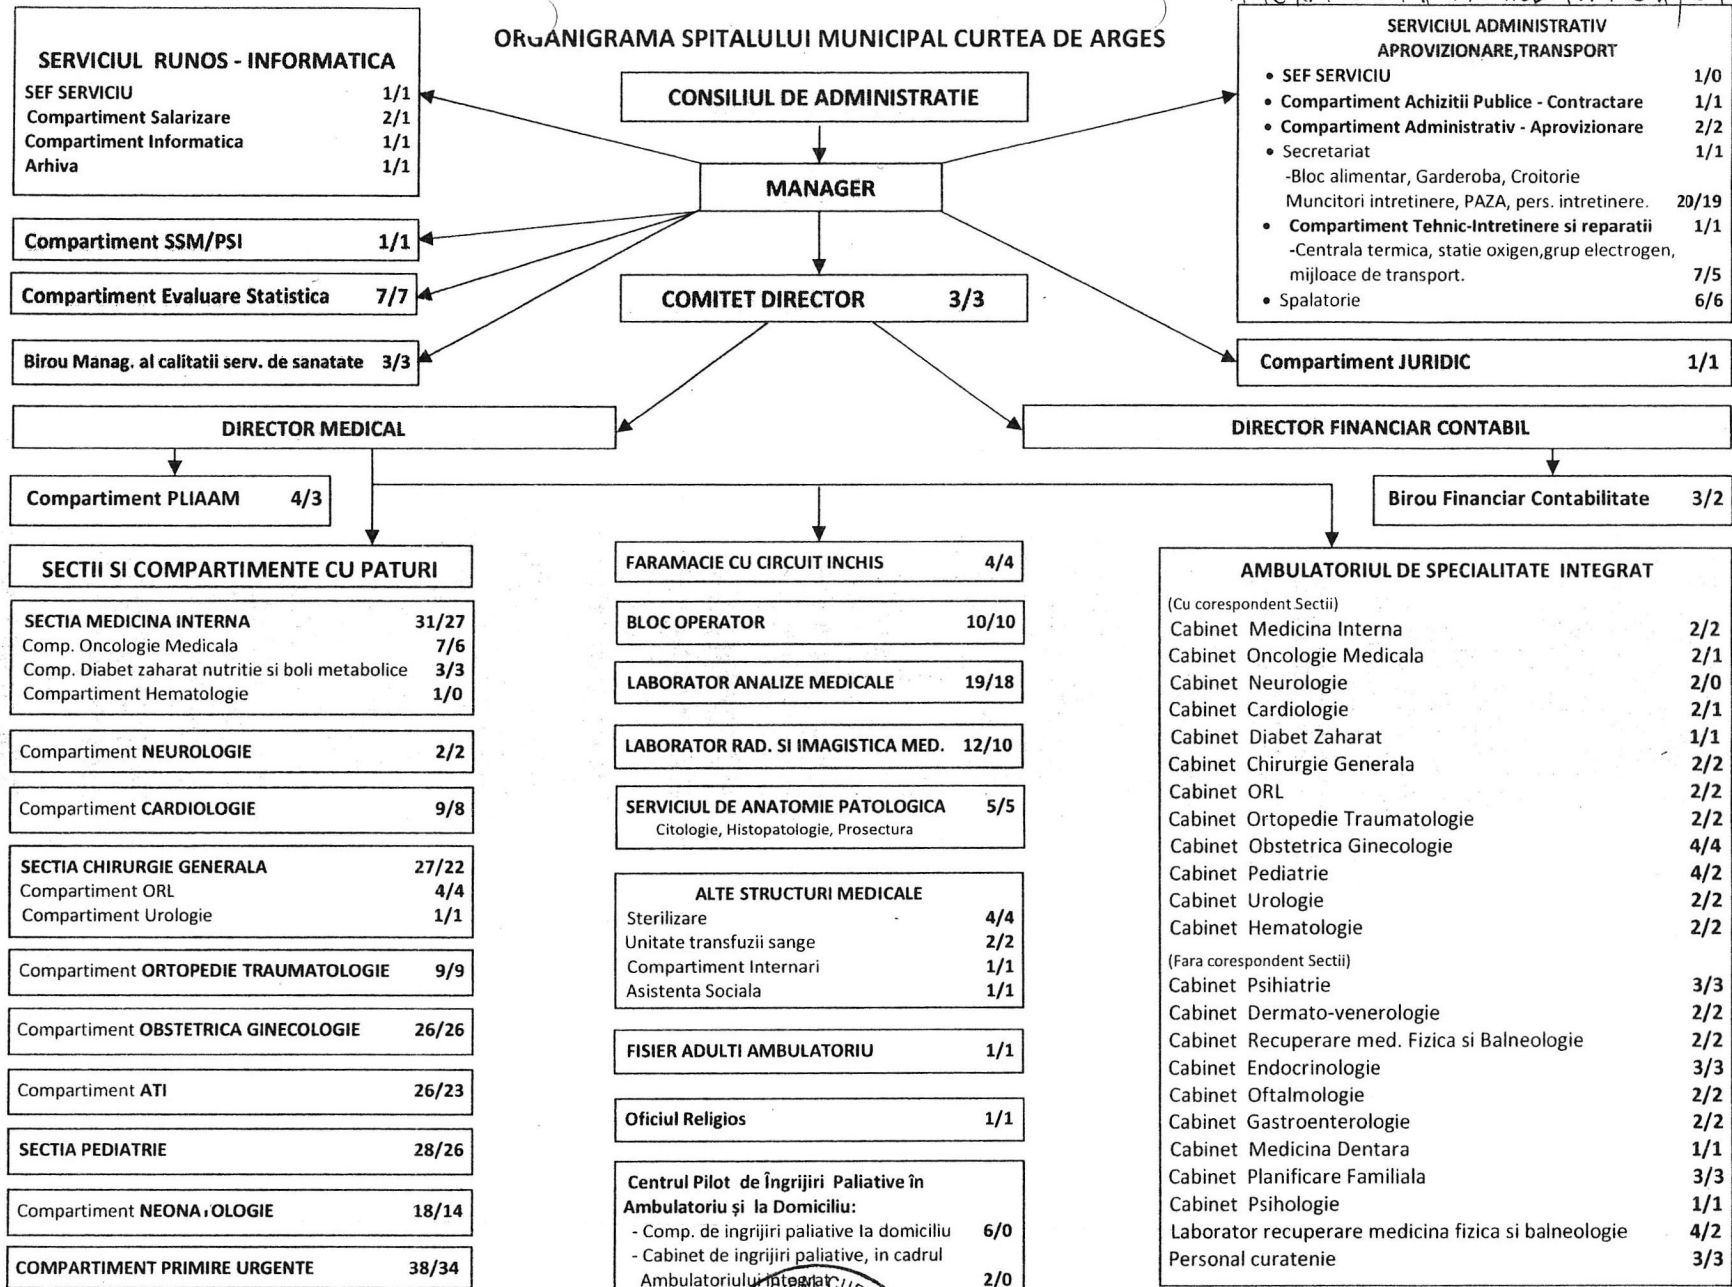 ORGANIGRAMA SPITALULUI MUNICIPAL CURTEA DE ARGES
SERVICIUL RUNOS - INFORMATICA
SEF SERVICIU 1/1
Compartiment Salarizare 2/1
Compartiment Informatica 1/1
Arhiva 1/1
CONSILIUL DE ADMINISTRATIE
SERVICIUL ADMINISTRATIV
APROVIZIONARE,TRANSPORT
• SEF SERVICIU 1/0
• Compartiment Achizitii Publice - Contractare 1/1
• Compartiment Administrativ - Aprovizionare 2/2
• Secretariat 1/1
-Bloc alimentar, Garderoba, Croitorie
Muncitori intretinere, PAZA, pers. intretinere. 20/19
• Compartiment Tehnic-Intretinere si reparatii 1/1
-Centrala termica, statie oxigen,grup electrogen,
mijloace de transport. 7/5
• Spalatorie 6/6
MANAGER
Compartiment SSM/PSI 1/1
Compartiment Evaluare Statistica 7/7
Birou Manag. al calitatii serv. de sanatate 3/3
COMITET DIRECTOR 3/3
Compartiment JURIDIC 1/1
DIRECTOR MEDICAL
DIRECTOR FINANCIAR CONTABIL
Compartiment PLIAAM 4/3
Birou Financiar Contabilitate 3/2
SECTII SI COMPARTIMENTE CU PATURI
SECTIA MEDICINA INTERNA 31/27
Comp. Oncologie Medicala 7/6
Comp. Diabet zaharat nutritie si boli metabolice 3/3
Compartiment Hematologie 1/0
Compartiment NEUROLOGIE 2/2
Compartiment CARDIOLOGIE 9/8
SECTIA CHIRURGIE GENERALA 27/22
Compartiment ORL 4/4
Compartiment Urologie 1/1
Compartiment ORTOPEDIE TRAUMATOLOGIE 9/9
Compartiment OBSTETRICA GINECOLOGIE 26/26
Compartiment ATI 26/23
SECTIA PEDIATRIE 28/26
Compartiment NEONATOLOGIE 18/14
COMPARTIMENT PRIMIRE URGENTE 38/34
FARAMACIE CU CIRCUIT INCHIS 4/4
BLOC OPERATOR 10/10
LABORATOR ANALIZE MEDICALE 19/18
LABORATOR RAD. SI IMAGISTICA MED. 12/10
SERVICIUL DE ANATOMIE PATOLOGICA 5/5
Citologie, Histopatologie, Prosectura
ALTE STRUCTURI MEDICALE
Sterilizare 4/4
Unitate transfuzii sange 2/2
Compartiment Internari 1/1
Asistenta Sociala 1/1
FISIER ADULTI AMBULATORIU 1/1
Oficiul Religios 1/1
Centrul Pilot de Îngrijiri Paliative în
Ambulatoriu și la Domiciliu:
- Comp. de ingrijiri paliative la domiciliu 6/0
- Cabinet de ingrijiri paliative, in cadrul
Ambulatoriului integrat 2/0
AMBULATORIUL DE SPECIALITATE INTEGRAT
(Cu corespondent Sectii)
Cabinet Medicina Interna 2/2
Cabinet Oncologie Medicala 2/1
Cabinet Neurologie 2/0
Cabinet Cardiologie 2/1
Cabinet Diabet Zaharat 1/1
Cabinet Chirurgie Generala 2/2
Cabinet ORL 2/2
Cabinet Ortopedie Traumatologie 2/2
Cabinet Obstetrica Ginecologie 4/4
Cabinet Pediatrie 4/2
Cabinet Urologie 2/2
Cabinet Hematologie 2/2
(Fara corespondent Sectii)
Cabinet Psihiatrie 3/3
Cabinet Dermato-venerologie 2/2
Cabinet Recuperare med. Fizica si Balneologie 2/2
Cabinet Endocrinologie 3/3
Cabinet Oftalmologie 2/2
Cabinet Gastroenterologie 2/2
Cabinet Medicina Dentara 1/1
Cabinet Planificare Familiala 3/3
Cabinet Psihologie 1/1
Laborator recuperare medicina fizica si balneologie 4/2
Personal curatenie 3/3